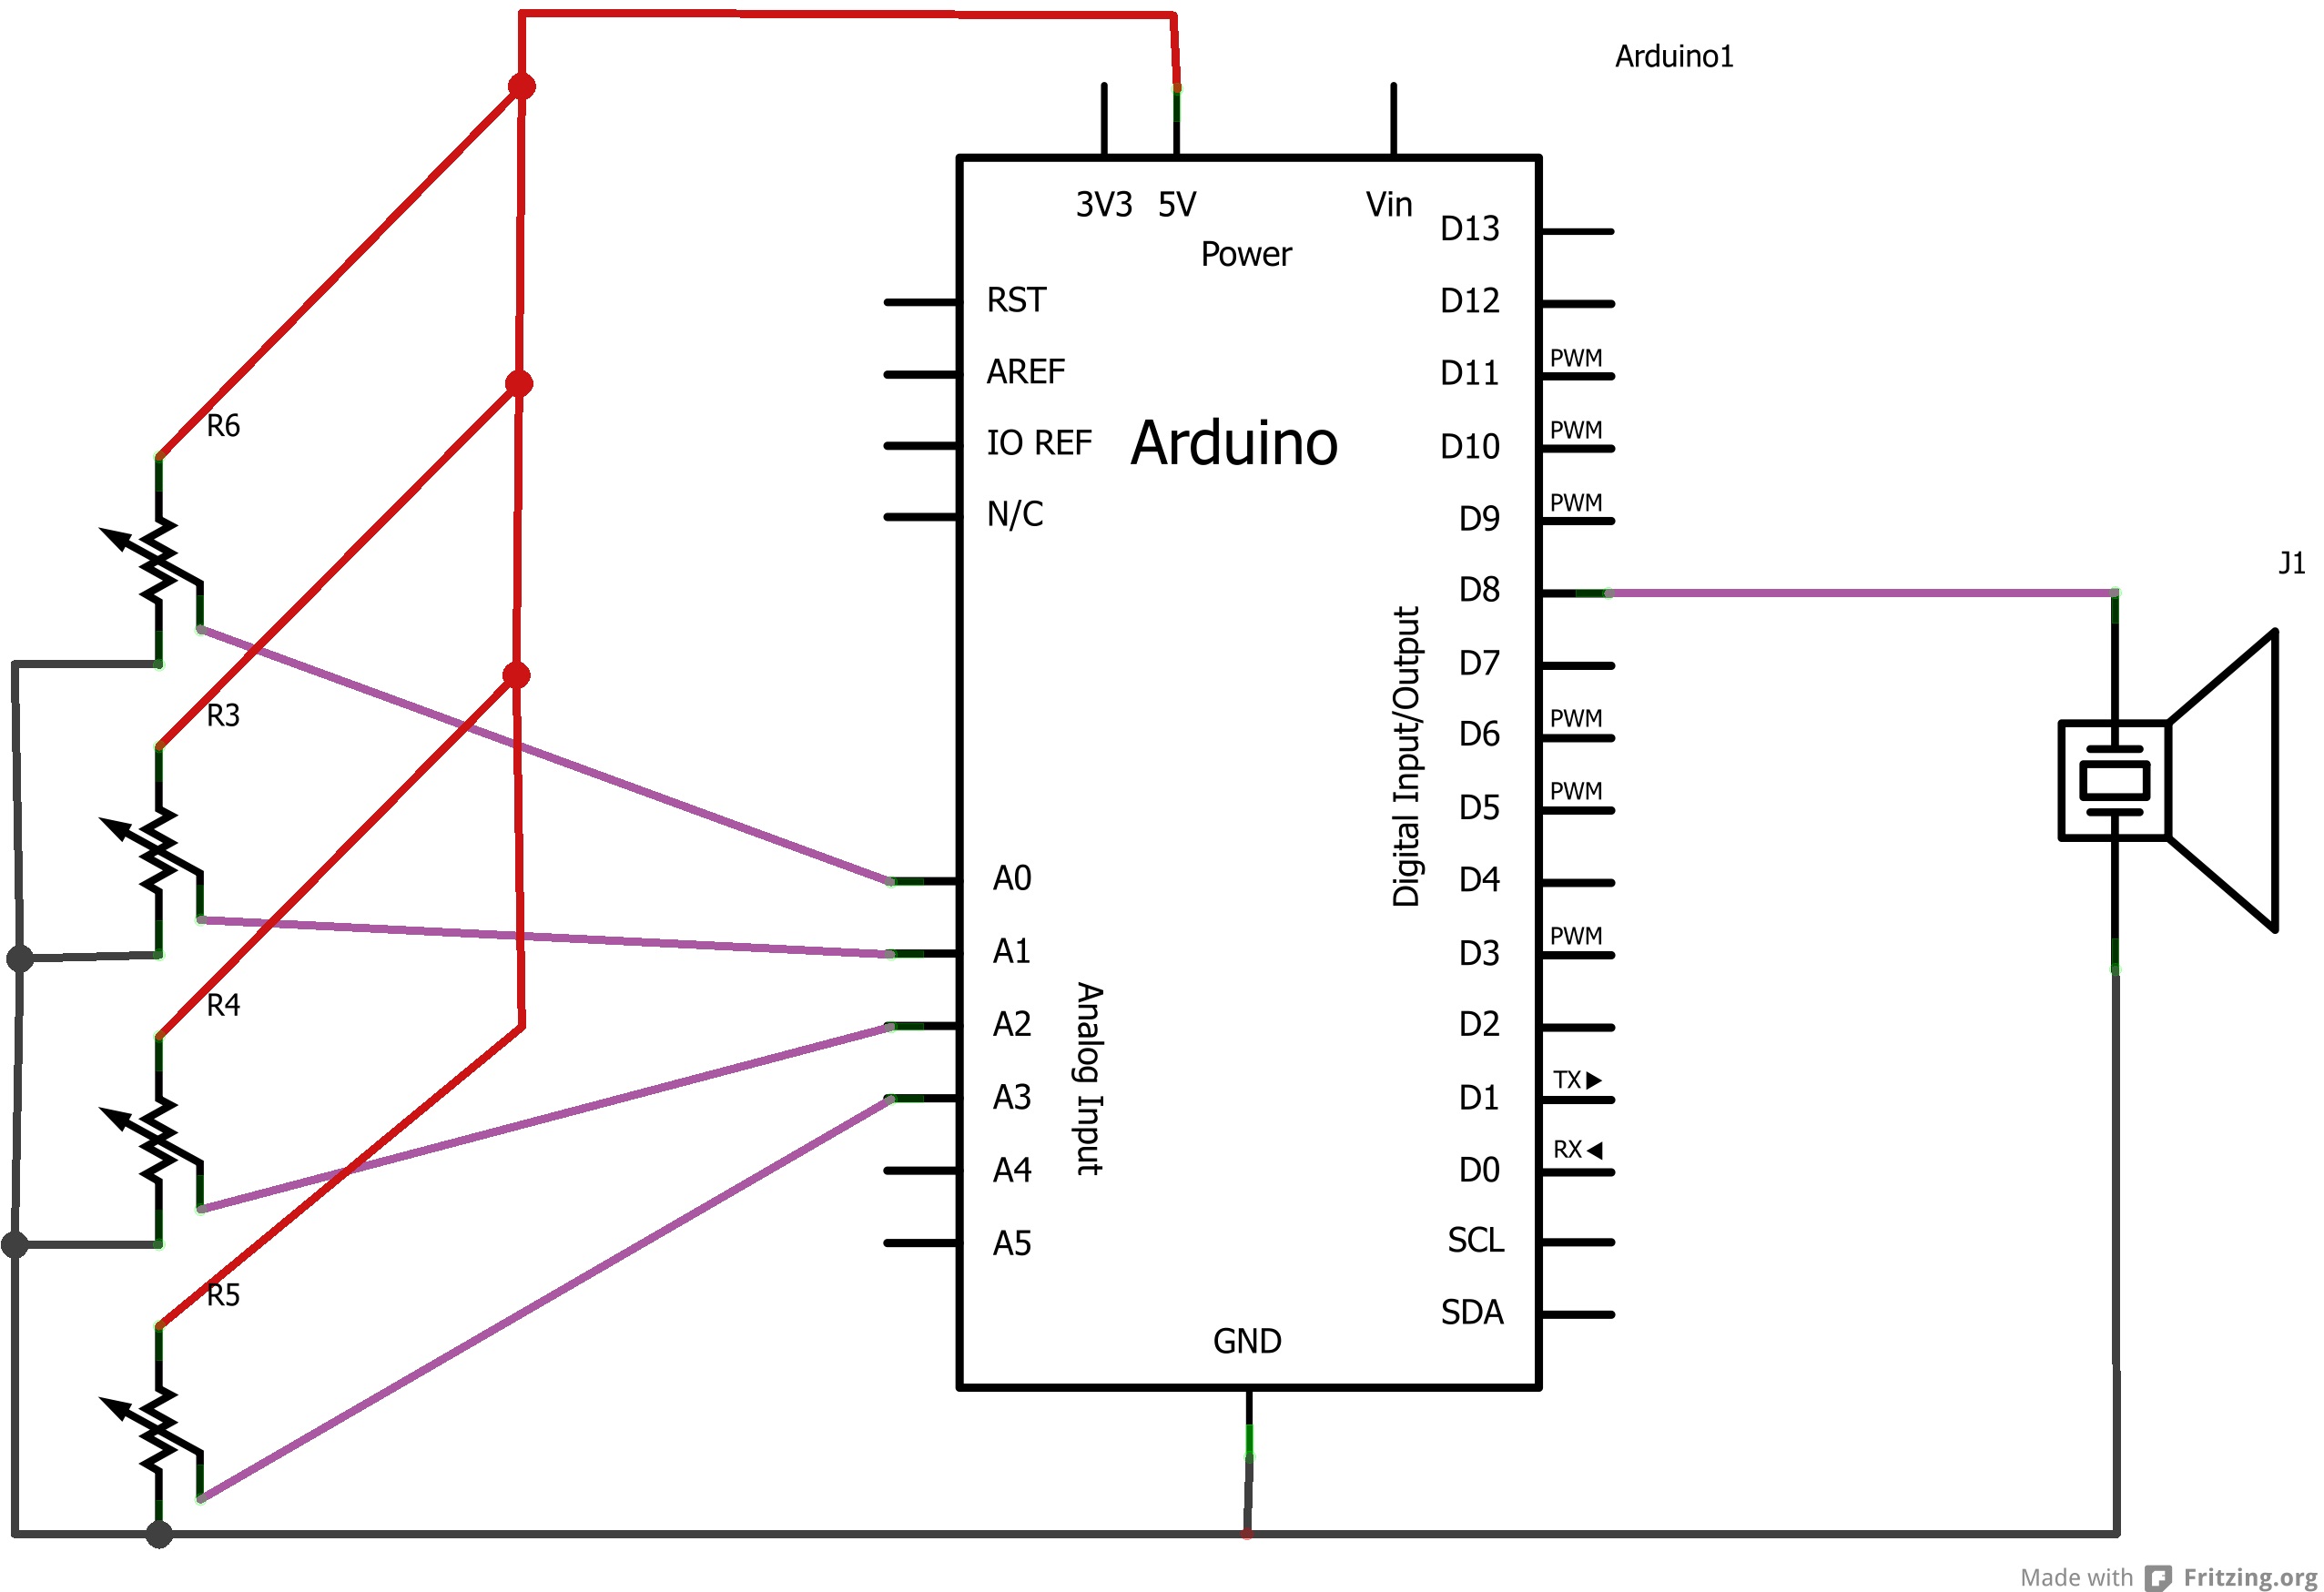 Arduino1
3V3 5V Vin
Power
RST
AREF
IO REF
N/C
Arduino
D13
D12
PWM
D11
PWM
D10
PWM
D9
D8
D7
PWM
D6
PWM
D5
D4
PWM
D3
D2
TX
D1
RX
D0
SCL
SDA
Digital Input/Output
A0
A1
A2
A3
A4
A5
Analog Input
GND
R6
R3
R4
R5
J1
Made with Fritzing.org